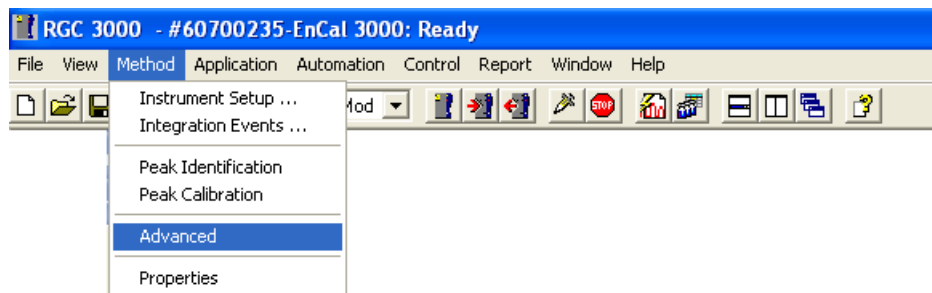 RGC 3000 - #60700235-EnCal 3000: Ready
File View Method Application Automation Control Report Window Help
Instrument Setup ...
Mod
STOP
Integration Events ...
Peak Identification
Peak Calibration
Advanced
Properties